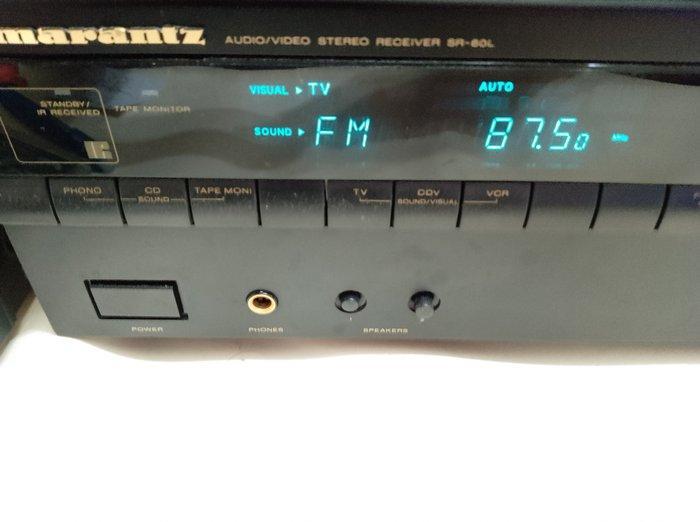 marantz AUDIO/VIDEO STEREO RECEIVER SR-60L
VISUAL ▸ TV AUTO
STANDBY/
IR RECEIVED TAPE MONITOR
SOUND ▸ FM 87.50 MHz
PHONO CD TAPE MONI TV CDV VCR
SOUND SOUND/VISUAL
POWER PHONES SPEAKERS